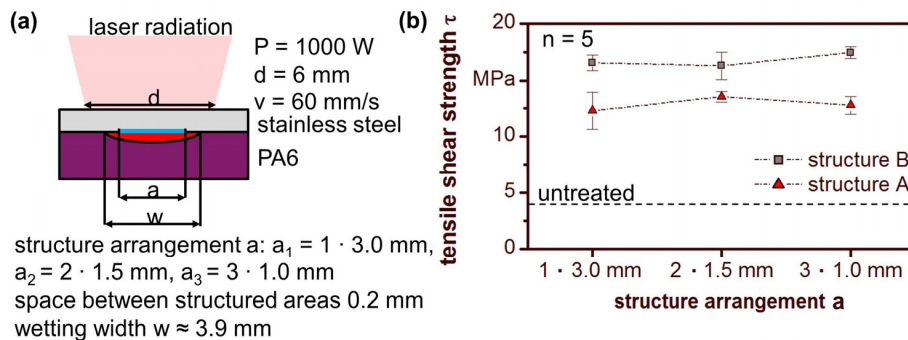 (a)
laser radiation
P = 1000 W
d = 6 mm
v = 60 mm/s
d
stainless steel
PA6
a
w
structure arrangement a: a₁ = 1 · 3.0 mm,
a₂ = 2 · 1.5 mm, a₃ = 3 · 1.0 mm
space between structured areas 0.2 mm
wetting width w ≈ 3.9 mm
(b)
tensile shear strength τ
20
MPa
10
5
0
n = 5
structure B
structure A
untreated
1 · 3.0 mm 2 · 1.5 mm 3 · 1.0 mm
structure arrangement a